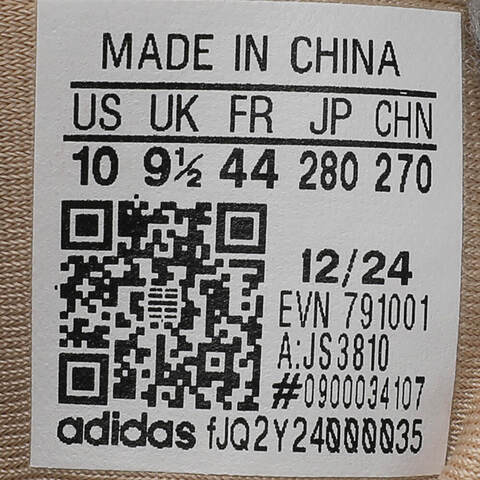 MADE IN CHINA
US UK FR JP CHN
10 9½ 44 280 270
12/24
EVN 791001
A:JS3810
#0900034107
adidas fJQ2Y24000035